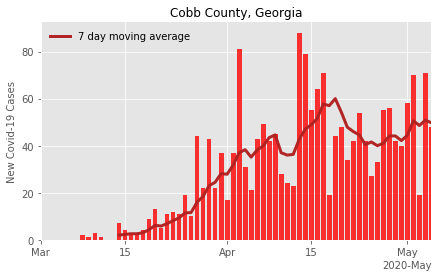 Cobb County, Georgia
7 day moving average
New Covid-19 Cases
80
60
40
20
0
Mar
15
Apr
15
May
2020-May